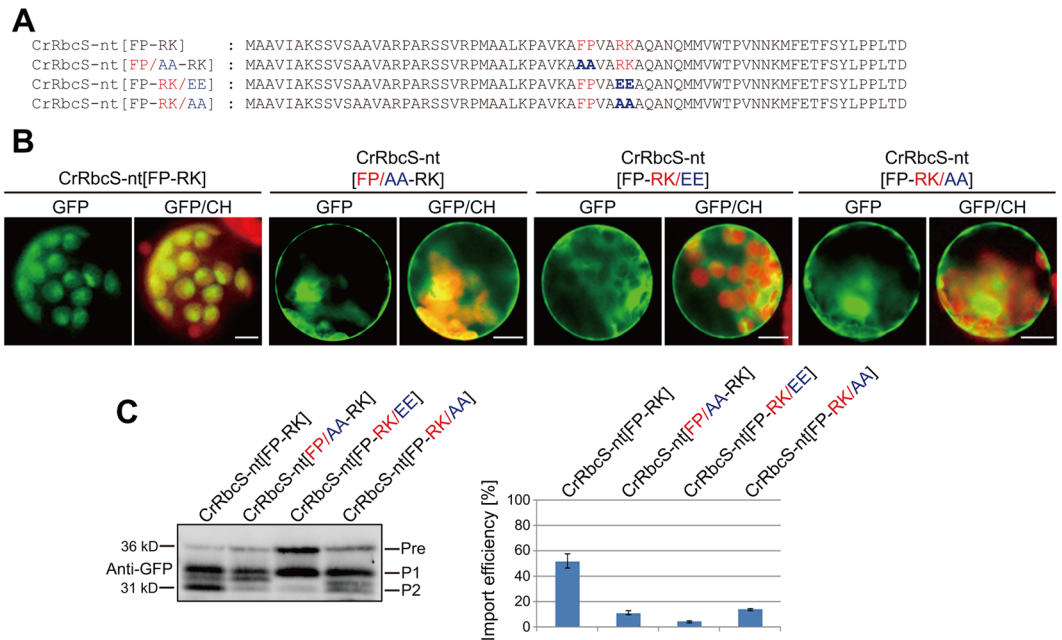 A
CrRbcS-nt[FP-RK] : MAAVIAKSSVSAAVARPARSSVRPMAALKPAVKAFPVARKAQANQMMVWTPVNNKMFETFSYLPPLTD
CrRbcS-nt[FP/AA-RK] : MAAVIAKSSVSAAVARPARSSVRPMAALKPAVKAAAVARKAQANQMMVWTPVNNKMFETFSYLPPLTD
CrRbcS-nt[FP-RK/EE] : MAAVIAKSSVSAAVARPARSSVRPMAALKPAVKAFPVAEEAQANQMMVWTPVNNKMFETFSYLPPLTD
CrRbcS-nt[FP-RK/AA] : MAAVIAKSSVSAAVARPARSSVRPMAALKPAVKAFPVAAAAQANQMMVWTPVNNKMFETFSYLPPLTD
B
CrRbcS-nt[FP-RK]
CrRbcS-nt
[FP/AA-RK]
CrRbcS-nt
[FP-RK/EE]
CrRbcS-nt
[FP-RK/AA]
GFP GFP/CH GFP GFP/CH GFP GFP/CH GFP GFP/CH
C
CrRbcS-nt[FP-RK]
CrRbcS-nt[FP/AA-RK]
CrRbcS-nt[FP-RK/EE]
CrRbcS-nt[FP-RK/AA]
36 kD
Anti-GFP
31 kD
Pre
P1
P2
CrRbcS-nt[FP-RK]
CrRbcS-nt[FP/AA-RK]
CrRbcS-nt[FP-RK/EE]
CrRbcS-nt[FP-RK/AA]
Import efficiency [%]
100
80
60
40
20
0